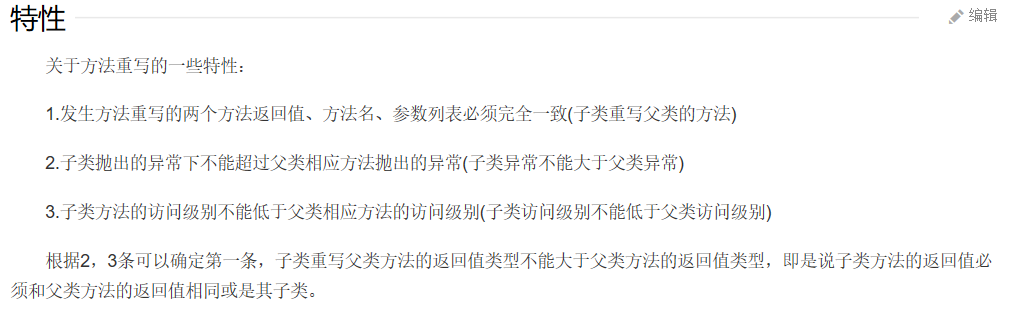 特性
编辑
关于方法重写的一些特性：
1.发生方法重写的两个方法返回值、方法名、参数列表必须完全一致(子类重写父类的方法)
2.子类抛出的异常下不能超过父类相应方法抛出的异常(子类异常不能大于父类异常)
3.子类方法的访问级别不能低于父类相应方法的访问级别(子类访问级别不能低于父类访问级别)
根据2，3条可以确定第一条，子类重写父类方法的返回值类型不能大于父类方法的返回值类型，即是说子类方法的返回值必
须和父类方法的返回值相同或是其子类。